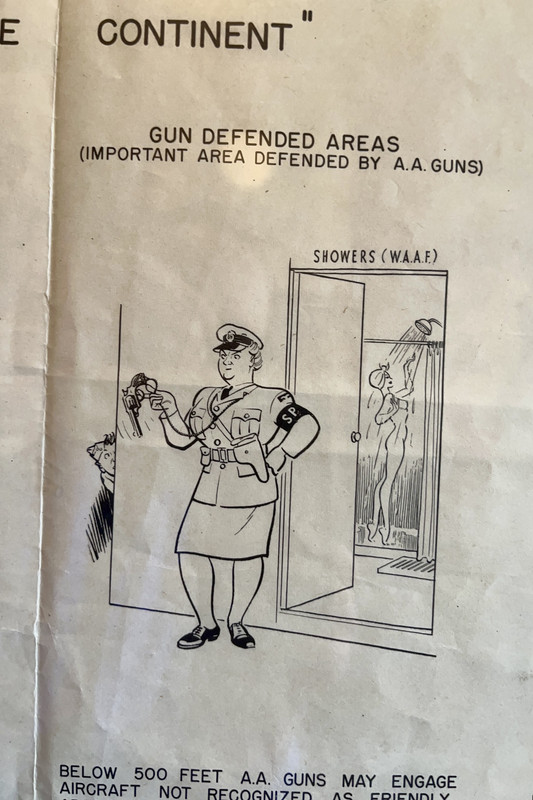 E CONTINENT"
GUN DEFENDED AREAS
(IMPORTANT AREA DEFENDED BY A.A. GUNS)
SHOWERS (W.A.A.F.)
SP
BELOW 500 FEET A.A. GUNS MAY ENGAGE
AIRCRAFT NOT RECOGNIZED AS FRIENDLY